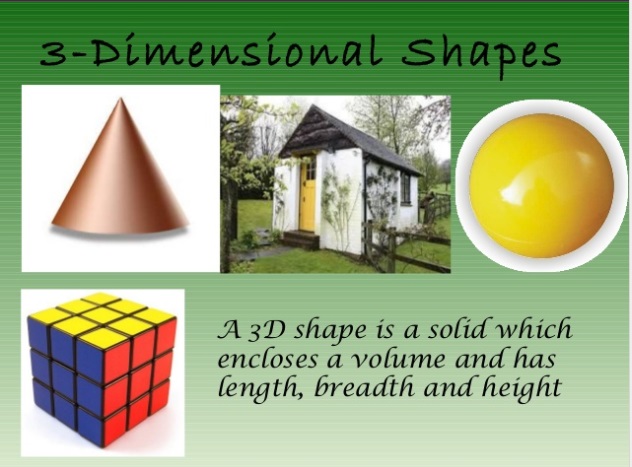 3-Dimensional Shapes
A 3D shape is a solid which
encloses a volume and has
length, breadth and height